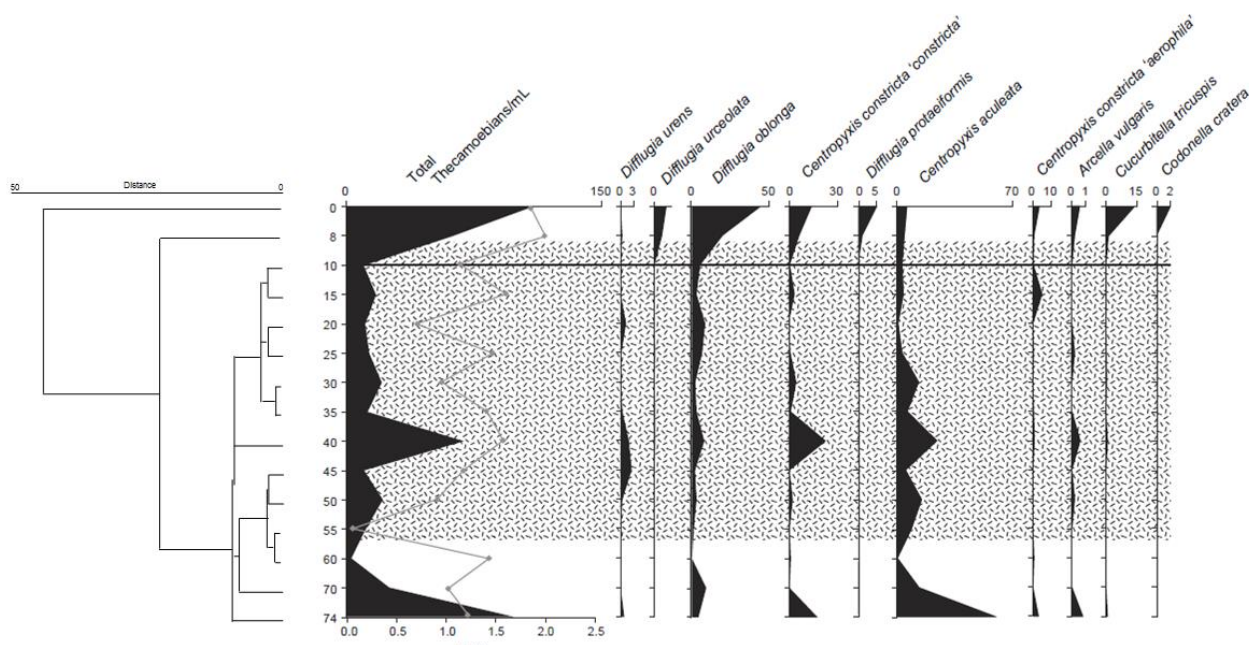 Total
Thecamoebians/mL
Difflugia urens
Difflugia urceolata
Difflugia oblonga
Centropyxis constricta 'constricta'
Difflugia protaeiformis
Centropyxis aculeata
Centropyxis constricta 'aerophila'
Arcella vulgaris
Cucurbitella tricuspis
Codonella cratera
50 Distance 0
0 150 0 3 0 0 50 0 30 0 5 0 70 0 10 0 1 0 15 0 2
0
8
10
15
20
25
30
35
40
45
50
55
60
70
74
0.0 0.5 1.0 1.5 2.0 2.5